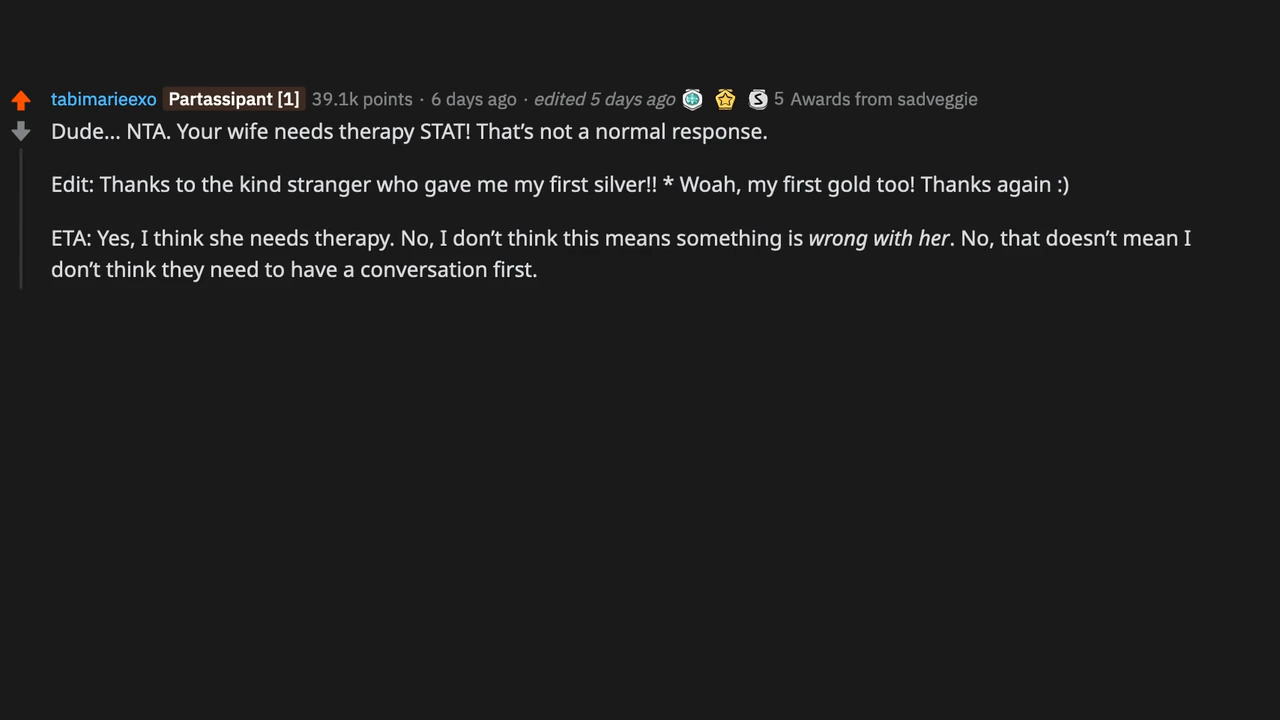 tabimarieexo Partassipant [1] 39.1k points · 6 days ago · edited 5 days ago S 5 Awards from sadveggie
Dude... NTA. Your wife needs therapy STAT! That’s not a normal response.
Edit: Thanks to the kind stranger who gave me my first silver!! * Woah, my first gold too! Thanks again :)
ETA: Yes, I think she needs therapy. No, I don’t think this means something is wrong with her. No, that doesn’t mean I
don’t think they need to have a conversation first.